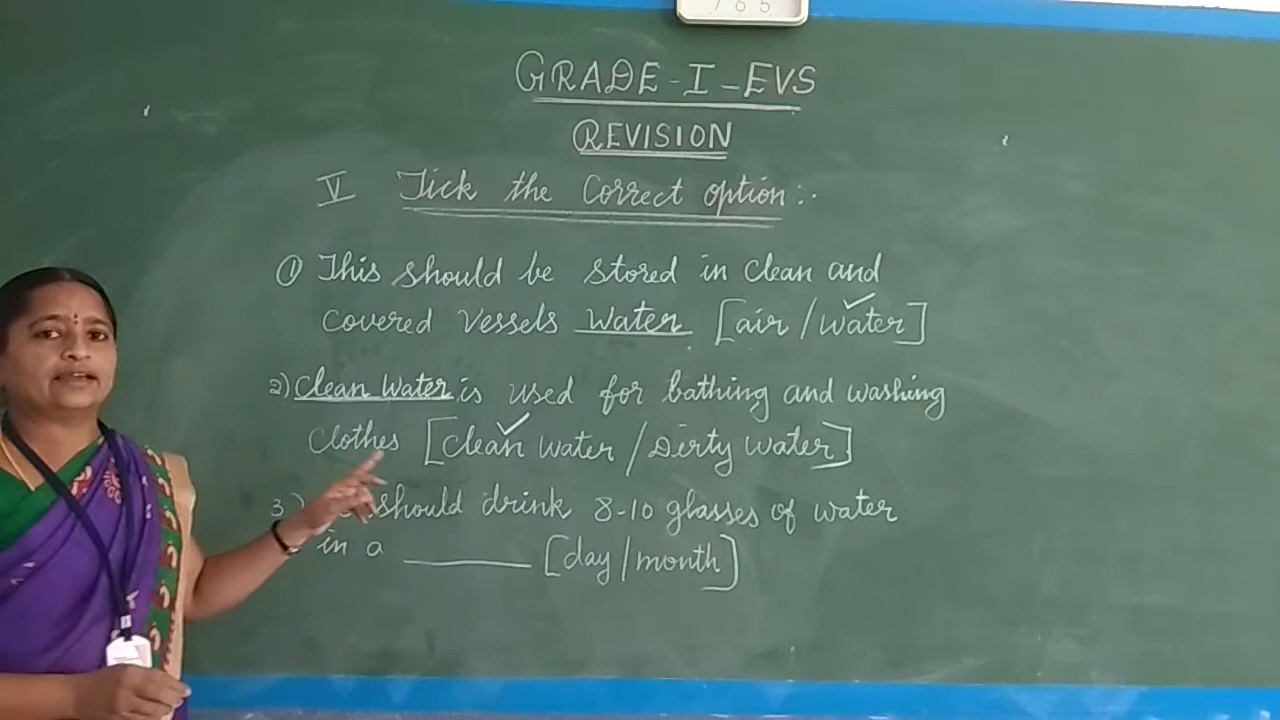 765
GRADE-I-EVS
REVISION
V Tick the Correct option:-
1) This should be stored in clean and
covered vessels water [air/water]
2) Clean Water is used for bathing and washing
clothes [clean water/Dirty water]
3) should drink 8-10 glasses of water
in a ______ [day/month]